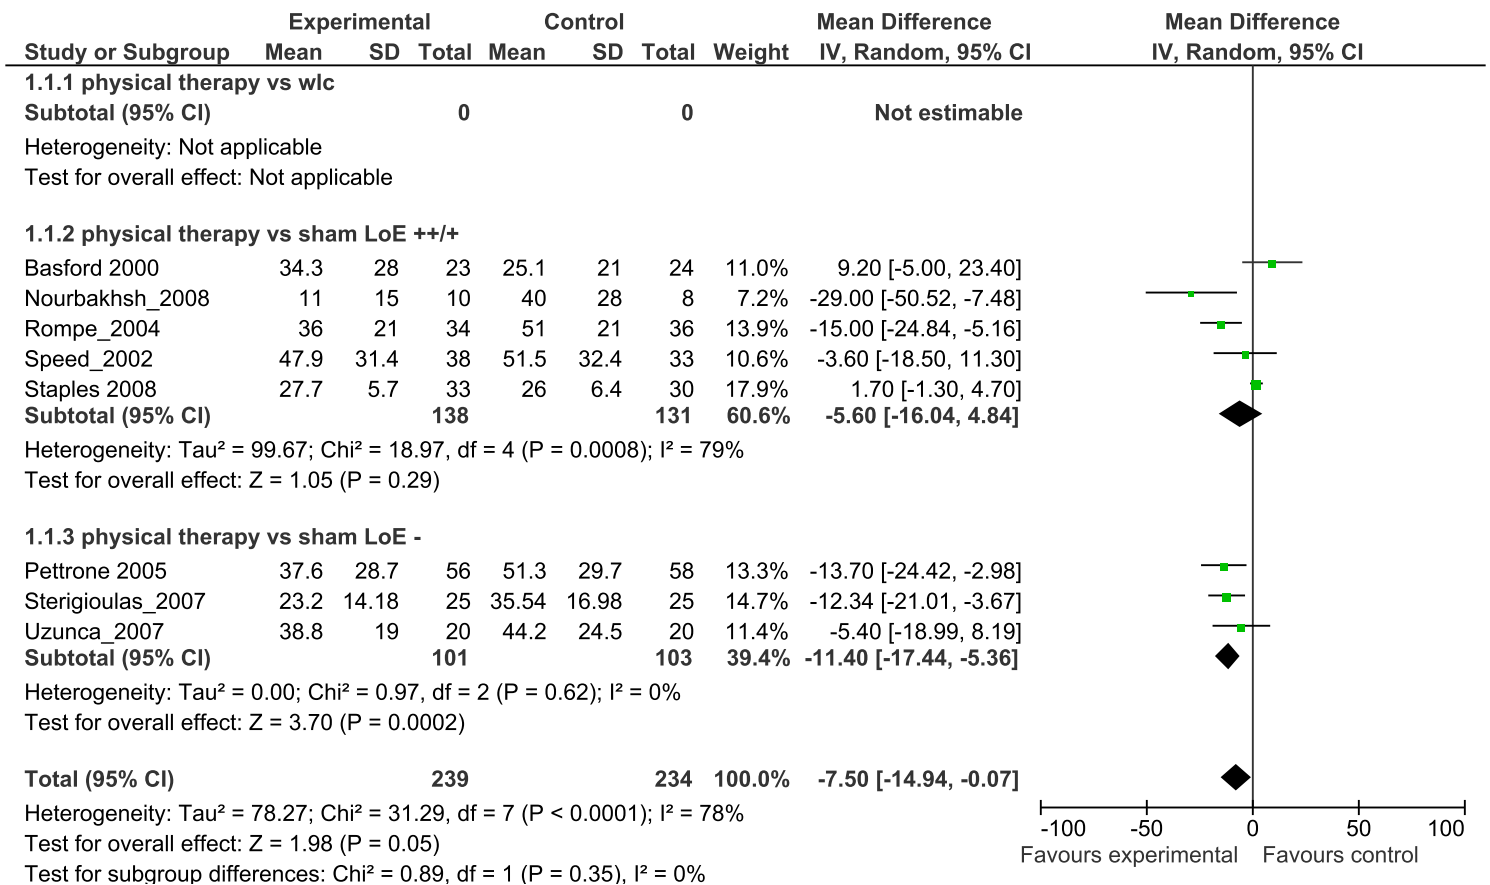 Experimental Control Mean Difference Mean Difference
Study or Subgroup Mean SD Total Mean SD Total Weight IV, Random, 95% CI IV, Random, 95% CI
1.1.1 physical therapy vs wlc
Subtotal (95% CI) 0 0 Not estimable
Heterogeneity: Not applicable
Test for overall effect: Not applicable
1.1.2 physical therapy vs sham LoE ++/+
Basford 2000 34.3 28 23 25.1 21 24 11.0% 9.20 [-5.00, 23.40]
Nourbakhsh_2008 11 15 10 40 28 8 7.2% -29.00 [-50.52, -7.48]
Rompe_2004 36 21 34 51 21 36 13.9% -15.00 [-24.84, -5.16]
Speed_2002 47.9 31.4 38 51.5 32.4 33 10.6% -3.60 [-18.50, 11.30]
Staples 2008 27.7 5.7 33 26 6.4 30 17.9% 1.70 [-1.30, 4.70]
Subtotal (95% CI) 138 131 60.6% -5.60 [-16.04, 4.84]
Heterogeneity: Tau² = 99.67; Chi² = 18.97, df = 4 (P = 0.0008); I² = 79%
Test for overall effect: Z = 1.05 (P = 0.29)
1.1.3 physical therapy vs sham LoE -
Pettrone 2005 37.6 28.7 56 51.3 29.7 58 13.3% -13.70 [-24.42, -2.98]
Sterigioulas_2007 23.2 14.18 25 35.54 16.98 25 14.7% -12.34 [-21.01, -3.67]
Uzunca_2007 38.8 19 20 44.2 24.5 20 11.4% -5.40 [-18.99, 8.19]
Subtotal (95% CI) 101 103 39.4% -11.40 [-17.44, -5.36]
Heterogeneity: Tau² = 0.00; Chi² = 0.97, df = 2 (P = 0.62); I² = 0%
Test for overall effect: Z = 3.70 (P = 0.0002)
Total (95% CI) 239 234 100.0% -7.50 [-14.94, -0.07]
Heterogeneity: Tau² = 78.27; Chi² = 31.29, df = 7 (P < 0.0001); I² = 78%
Test for overall effect: Z = 1.98 (P = 0.05)
Test for subgroup differences: Chi² = 0.89, df = 1 (P = 0.35), I² = 0%
-100 -50 0 50 100
Favours experimental Favours control